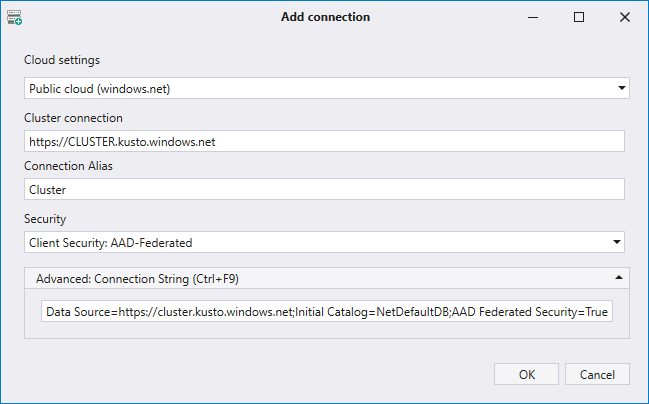 Add connection
Cloud settings
Public cloud (windows.net)
Cluster connection
https://CLUSTER.kusto.windows.net
Connection Alias
Cluster
Security
Client Security: AAD-Federated
Advanced: Connection String (Ctrl+F9)
Data Source=https://cluster.kusto.windows.net;Initial Catalog=NetDefaultDB;AAD Federated Security=True
OK
Cancel